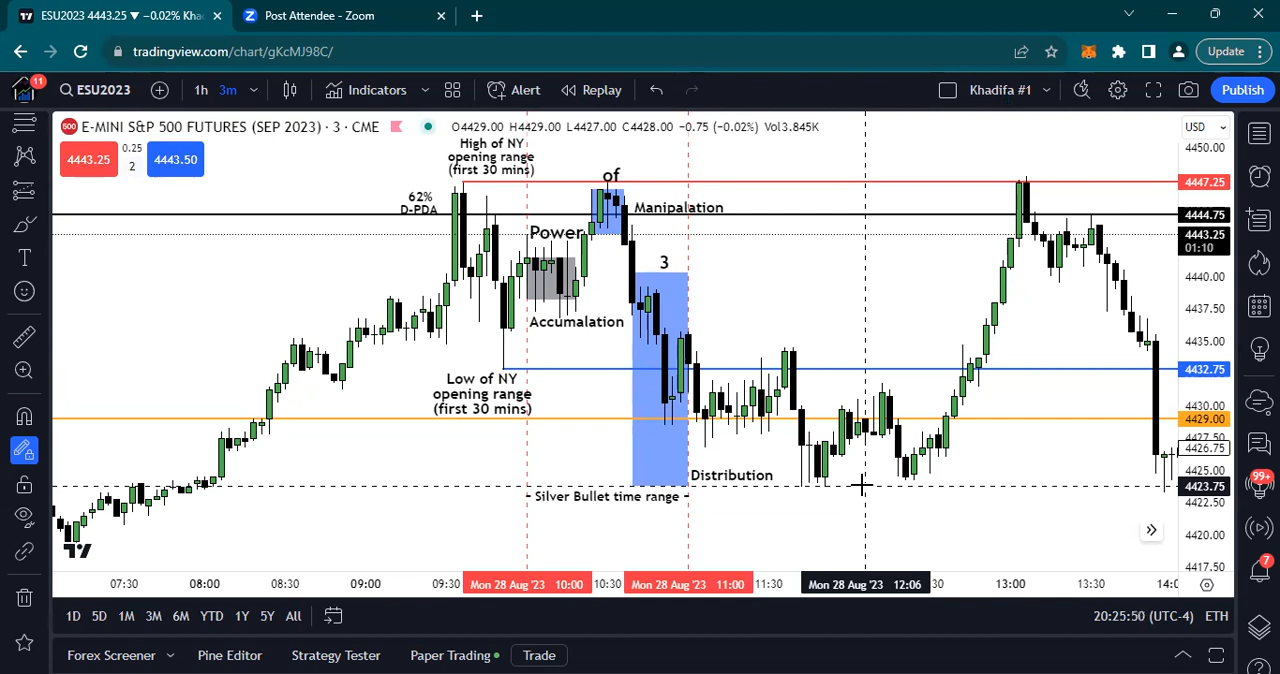 ESU2023 4443.25 ▼ −0.02% Kha
Post Attendee - Zoom
tradingview.com/chart/gKcMJ98C/
Update
11
ESU2023
1h
3m
Indicators
Alert
Replay
Khadifa #1
Publish
E-MINI S&P 500 FUTURES (SEP 2023) · 3 · CME
O4429.00 H4429.00 L4427.00 C4428.00 −0.75 (−0.02%) Vol3.845K
USD
4443.25
0.25
2
4443.50
High of NY
opening range
(first 30 mins)
62%
D-PDA
of
Manipalation
Power
3
Accumalation
Low of NY
opening range
(first 30 mins)
Distribution
Silver Bullet time range
4450.00
4447.25
4444.75
4443.25
01:10
4440.00
4437.50
4435.00
4432.75
4430.00
4429.00
4427.50
4426.75
4425.00
4423.75
4422.50
4420.00
4417.50
99+
7
07:30
08:00
08:30
09:00
09:30
Mon 28 Aug '23 10:00
10:30
Mon 28 Aug '23 11:00
11:30
Mon 28 Aug '23 12:06
30
13:00
13:30
14:0
1D
5D
1M
3M
6M
YTD
1Y
5Y
All
20:25:50 (UTC-4)
ETH
Forex Screener
Pine Editor
Strategy Tester
Paper Trading
Trade